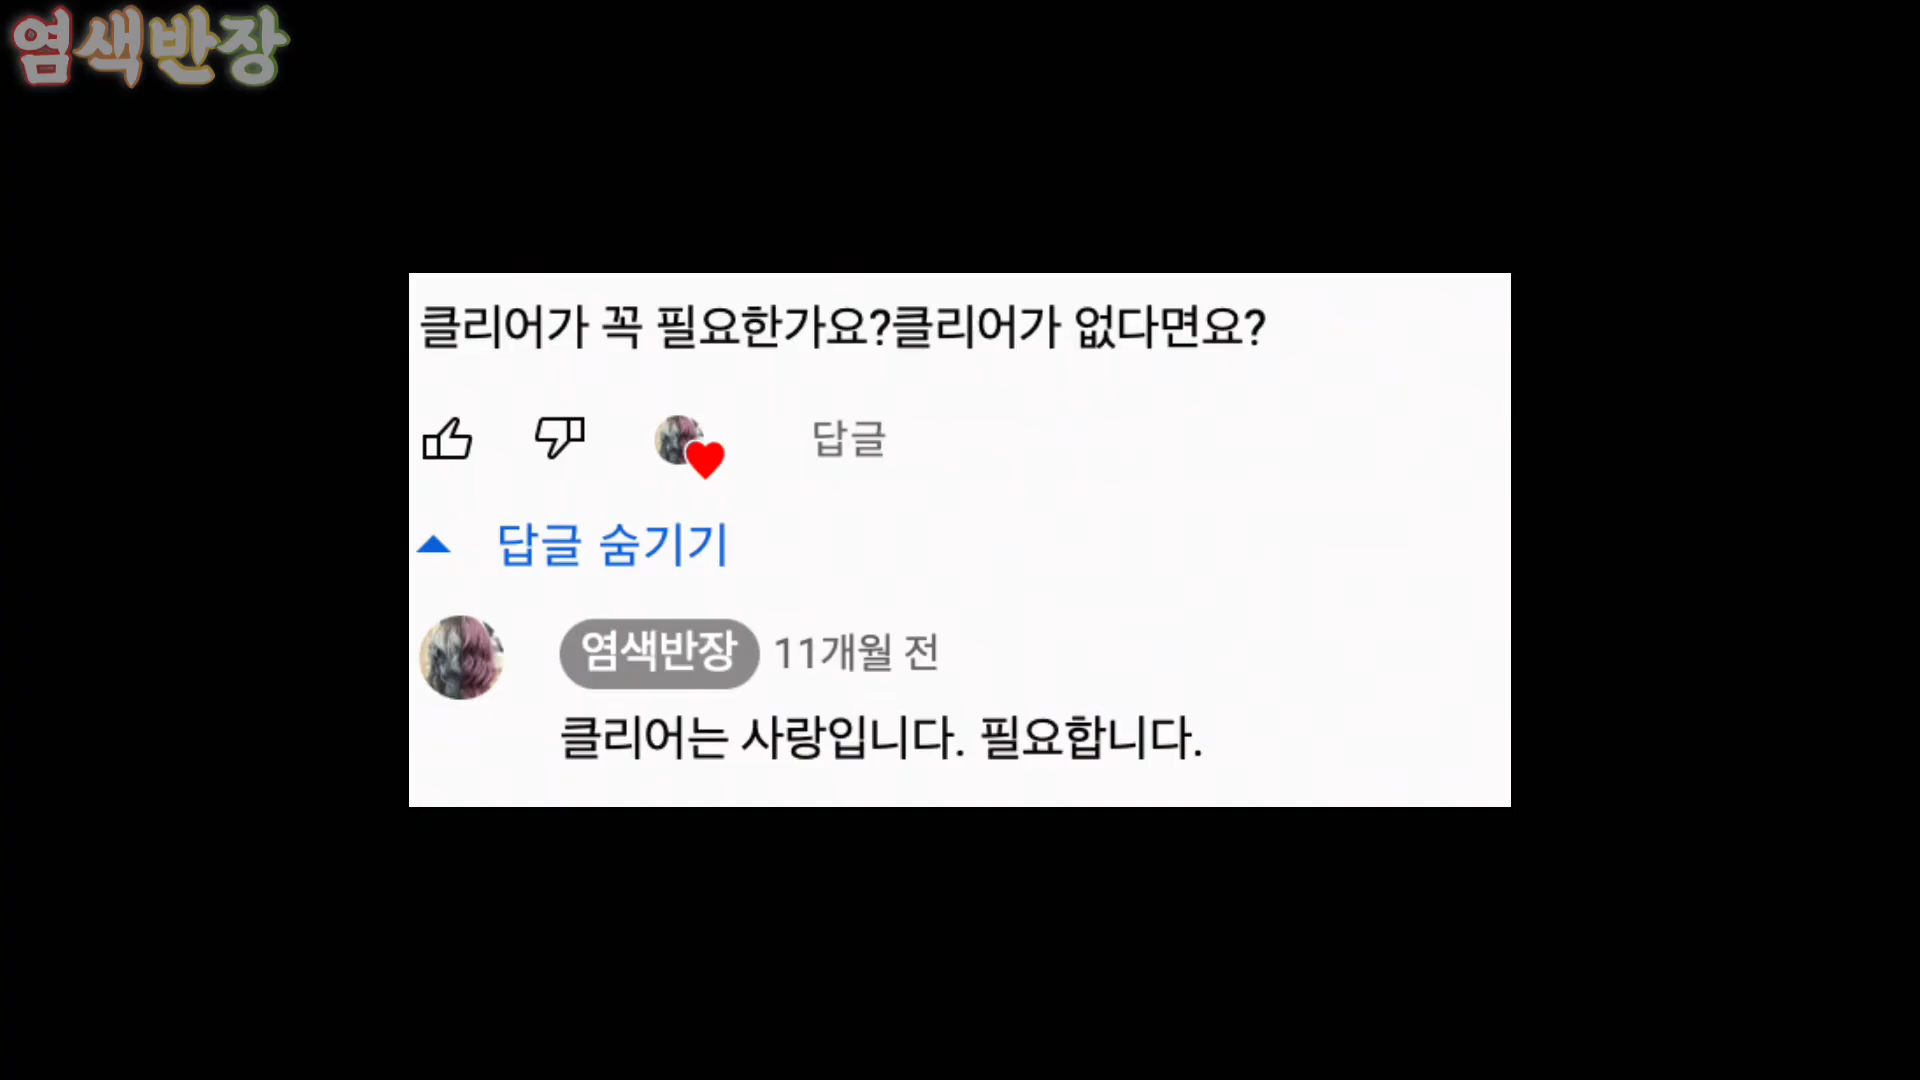 염색반장
클리어가 꼭 필요한가요?클리어가 없다면요?
답글
답글 숨기기
염색반장 11개월 전
클리어는 사랑입니다. 필요합니다.